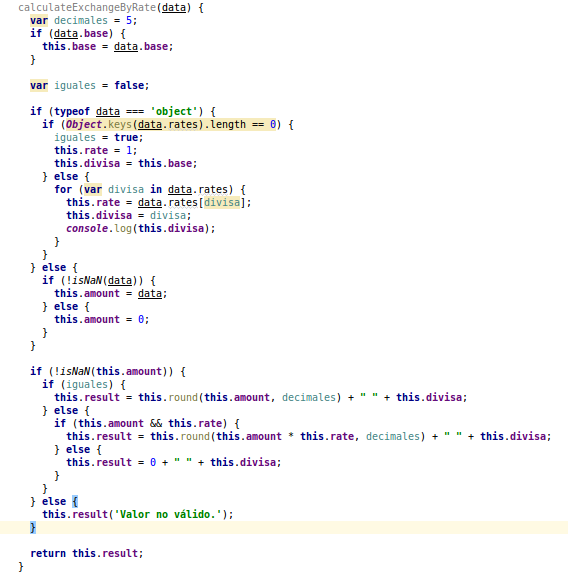 calculateExchangeByRate(data) {
  var decimales = 5;
  if (data.base) {
    this.base = data.base;
  }

  var iguales = false;

  if (typeof data === 'object') {
    if (Object.keys(data.rates).length == 0) {
      iguales = true;
      this.rate = 1;
      this.divisa = this.base;
    } else {
      for (var divisa in data.rates) {
        this.rate = data.rates[divisa];
        this.divisa = divisa;
        console.log(this.divisa);
      }
    }
  } else {
    if (!isNaN(data)) {
      this.amount = data;
    } else {
      this.amount = 0;
    }
  }

  if (!isNaN(this.amount)) {
    if (iguales) {
      this.result = this.round(this.amount, decimales) + " " + this.divisa;
    } else {
      if (this.amount && this.rate) {
        this.result = this.round(this.amount * this.rate, decimales) + " " + this.divisa;
      } else {
        this.result = 0 + " " + this.divisa;
      }
    }
  } else {
    this.result('Valor no válido.');
  }

  return this.result;
}